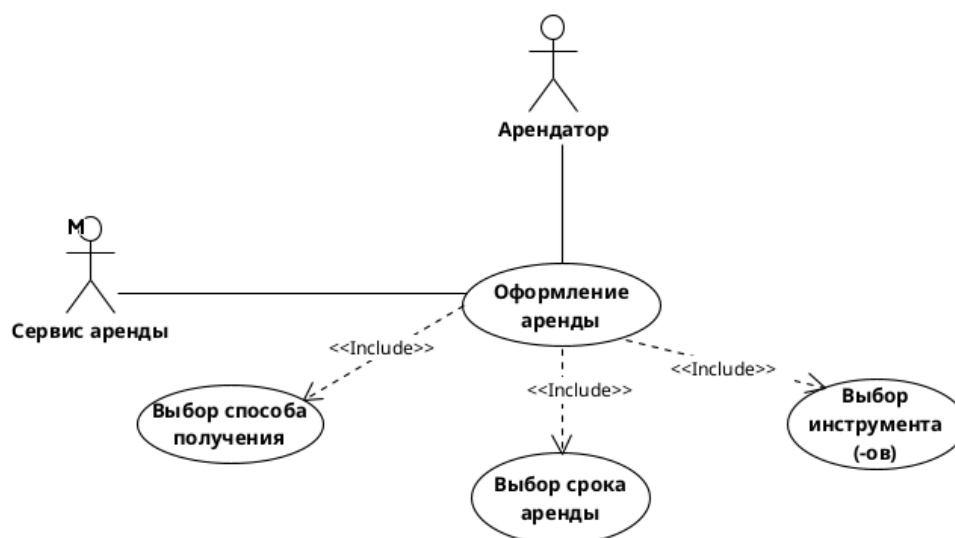 Арендатор
М
Сервис аренды
Оформление
аренды
<<Include>>
<<Include>>
<<Include>>
Выбор способа
получения
Выбор срока
аренды
Выбор
инструмента
(-ов)